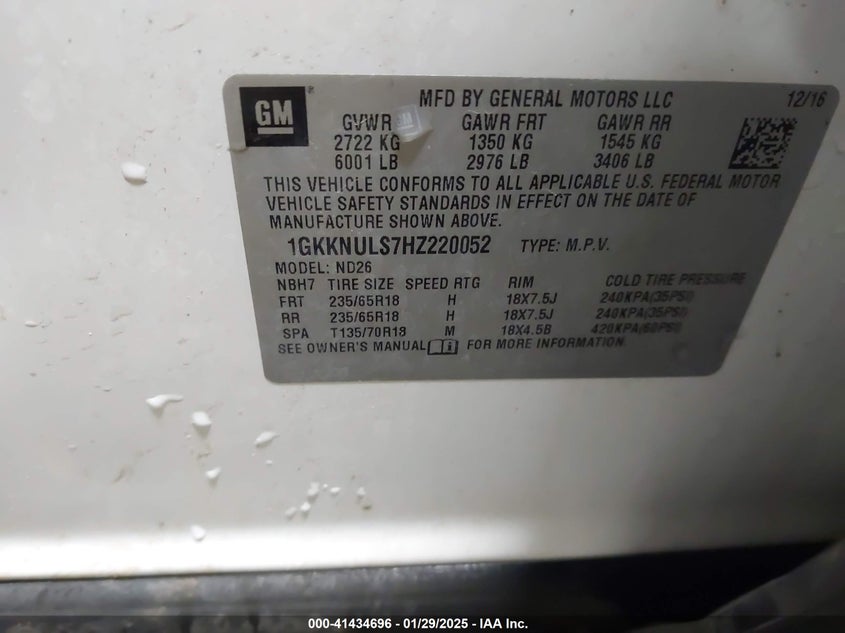 GM
MFD BY GENERAL MOTORS LLC 12/16
GVWR GAWR FRT GAWR RR
2722 KG 1350 KG 1545 KG
6001 LB 2976 LB 3406 LB
THIS VEHICLE CONFORMS TO ALL APPLICABLE U.S. FEDERAL MOTOR
VEHICLE SAFETY STANDARDS IN EFFECT ON THE DATE OF
MANUFACTURE SHOWN ABOVE.
1GKKNULS7HZ220052 TYPE: M.P.V.
MODEL: ND26
NBH7 TIRE SIZE SPEED RTG RIM COLD TIRE PRESSURE
FRT 235/65R18 H 18X7.5J 240KPA(35PSI)
RR 235/65R18 H 18X7.5J 240KPA(35PSI)
SPA T135/70R18 M 18X4.5B 420KPA(60PSI)
SEE OWNER'S MANUAL FOR MORE INFORMATION.
000-41434696 - 01/29/2025 - IAA Inc.